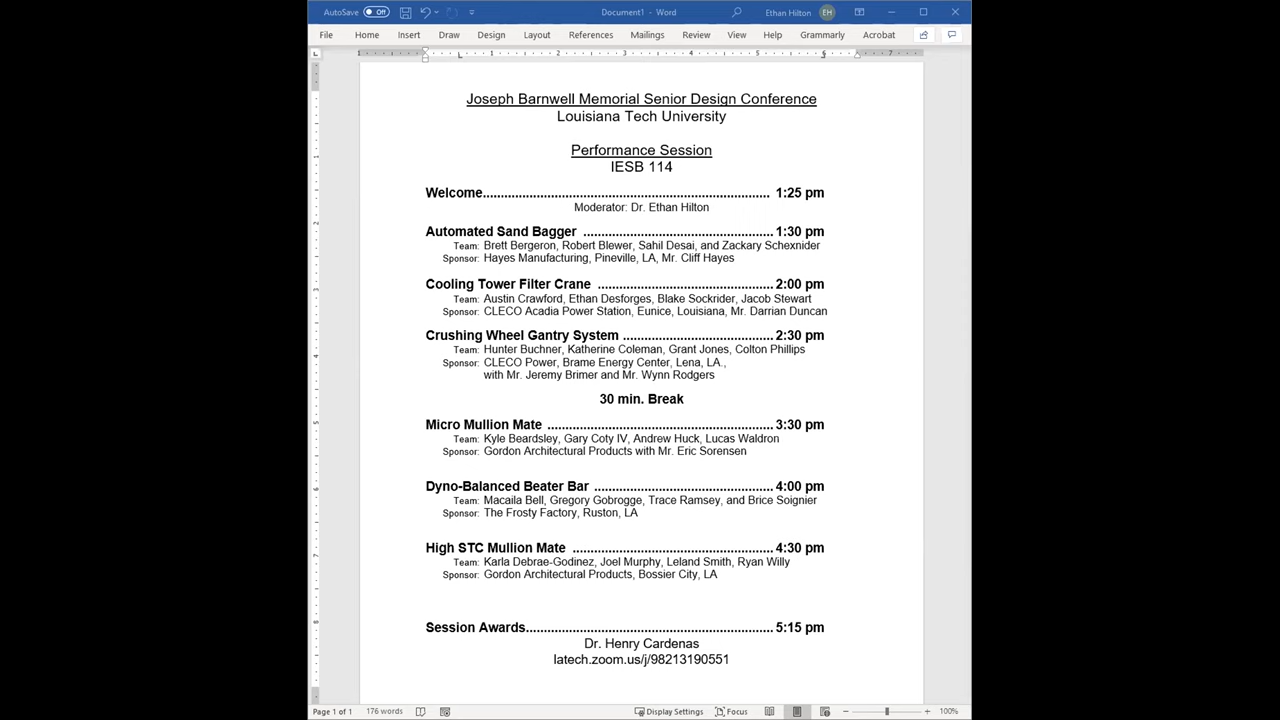 AutoSave Off Document1 - Word Ethan Hilton EH
File Home Insert Draw Design Layout References Mailings Review View Help Grammarly Acrobat
1 1 2 3 4 5 6 7
Joseph Barnwell Memorial Senior Design Conference
Louisiana Tech University
Performance Session
IESB 114
Welcome................................................................................ 1:25 pm
Moderator: Dr. Ethan Hilton
Automated Sand Bagger .................................................... 1:30 pm
Team: Brett Bergeron, Robert Blewer, Sahil Desai, and Zackary Schexnider
Sponsor: Hayes Manufacturing, Pineville, LA, Mr. Cliff Hayes
Cooling Tower Filter Crane ................................................ 2:00 pm
Team: Austin Crawford, Ethan Desforges, Blake Sockrider, Jacob Stewart
Sponsor: CLECO Acadia Power Station, Eunice, Louisiana, Mr. Darrian Duncan
Crushing Wheel Gantry System ......................................... 2:30 pm
Team: Hunter Buchner, Katherine Coleman, Grant Jones, Colton Phillips
Sponsor: CLECO Power, Brame Energy Center, Lena, LA.,
with Mr. Jeremy Brimer and Mr. Wynn Rodgers
30 min. Break
Micro Mullion Mate .............................................................. 3:30 pm
Team: Kyle Beardsley, Gary Coty IV, Andrew Huck, Lucas Waldron
Sponsor: Gordon Architectural Products with Mr. Eric Sorensen
Dyno-Balanced Beater Bar ................................................. 4:00 pm
Team: Macaila Bell, Gregory Gobrogge, Trace Ramsey, and Brice Soignier
Sponsor: The Frosty Factory, Ruston, LA
High STC Mullion Mate ....................................................... 4:30 pm
Team: Karla Debrae-Godinez, Joel Murphy, Leland Smith, Ryan Willy
Sponsor: Gordon Architectural Products, Bossier City, LA
Session Awards.................................................................... 5:15 pm
Dr. Henry Cardenas
latech.zoom.us/j/98213190551
Page 1 of 1 176 words Display Settings Focus 100%